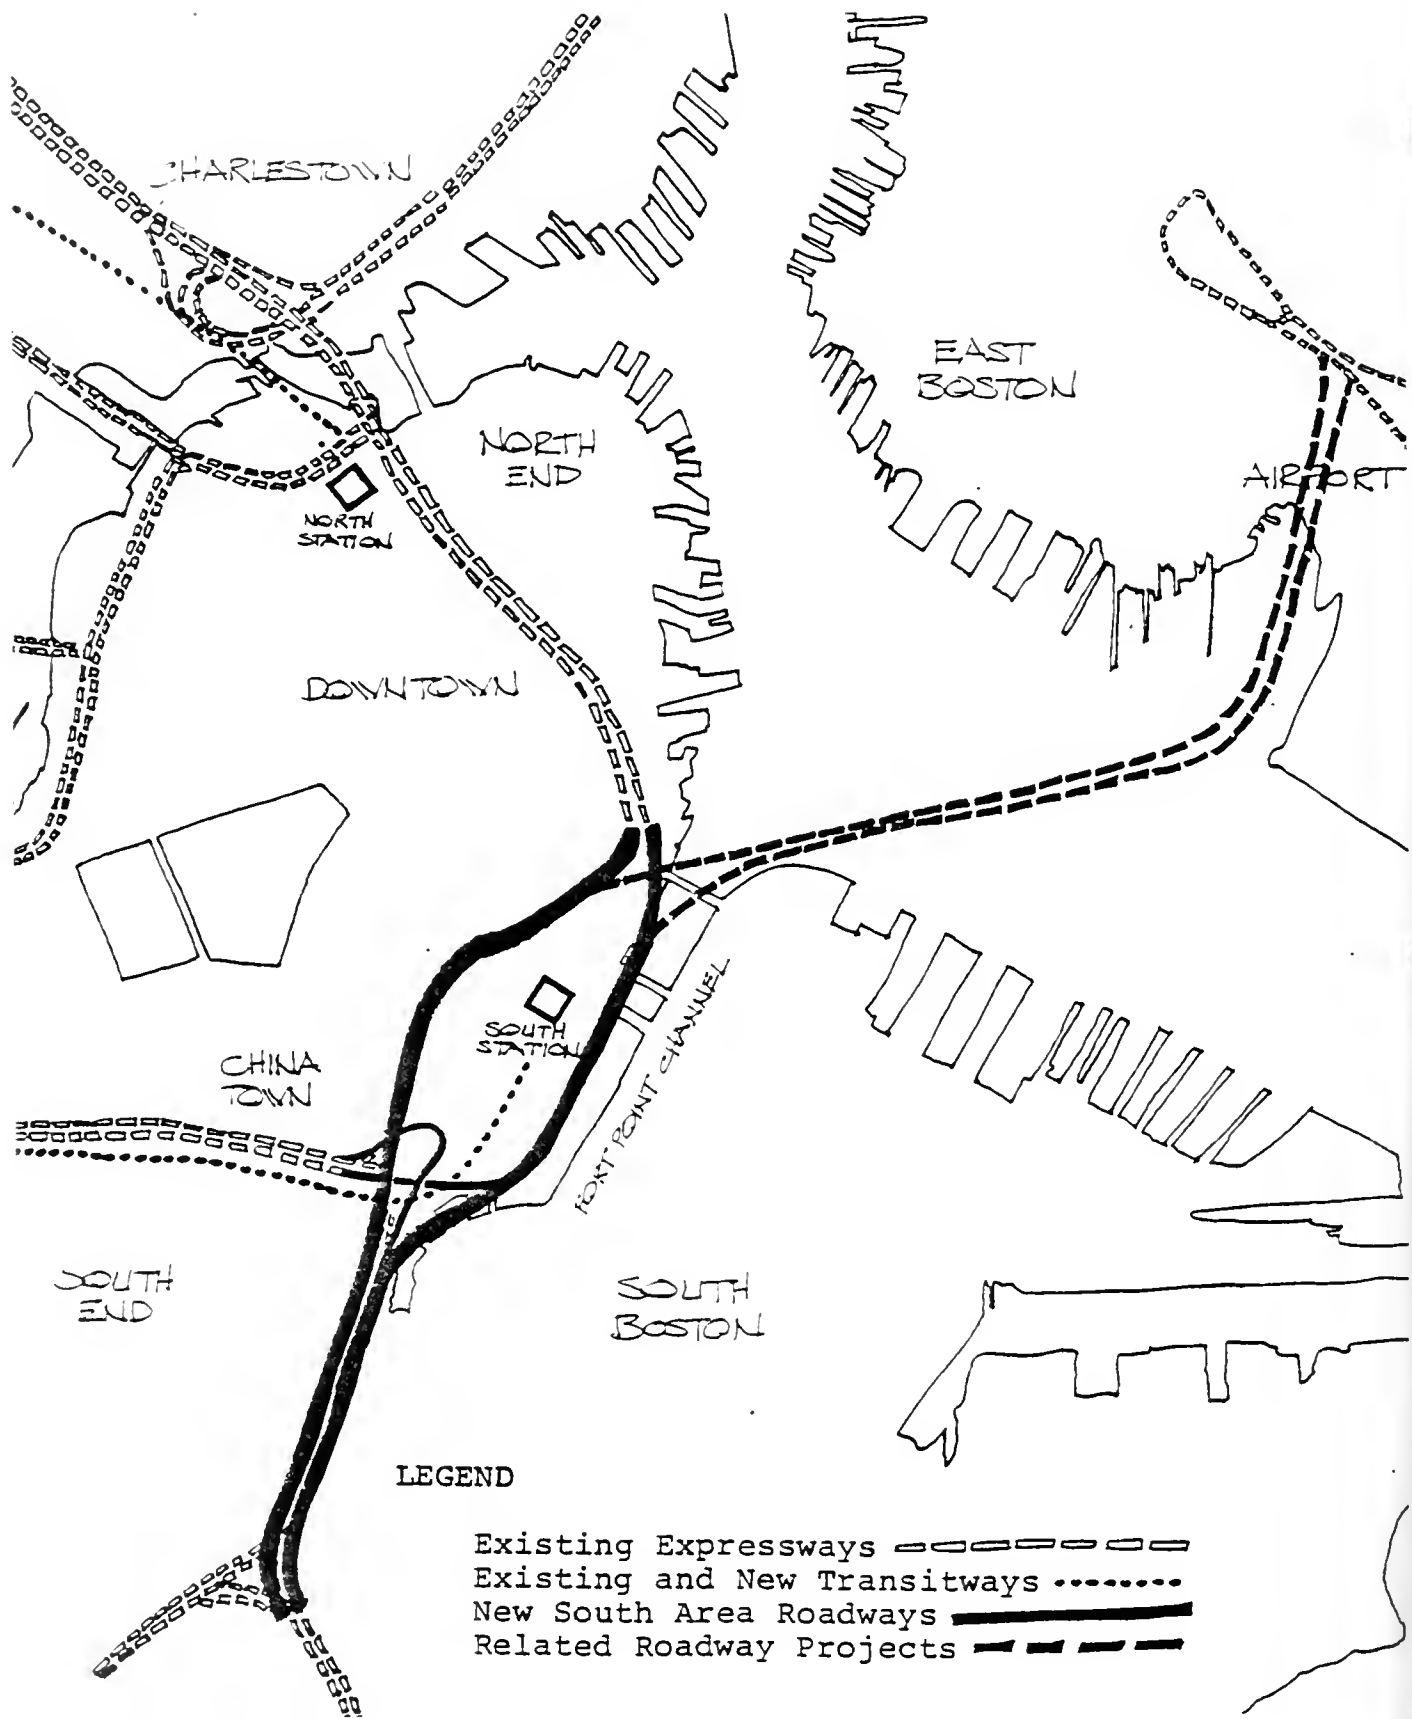 CHARLESTOWN
EAST
BOSTON
NORTH
END
AIRPORT
NORTH
STATION
DOWNTOWN
SOUTH
STATION
FORT POINT CHANNEL
CHINA
TOWN
SOUTH
END
SOUTH
BOSTON
LEGEND
Existing Expressways
Existing and New Transitways
New South Area Roadways
Related Roadway Projects